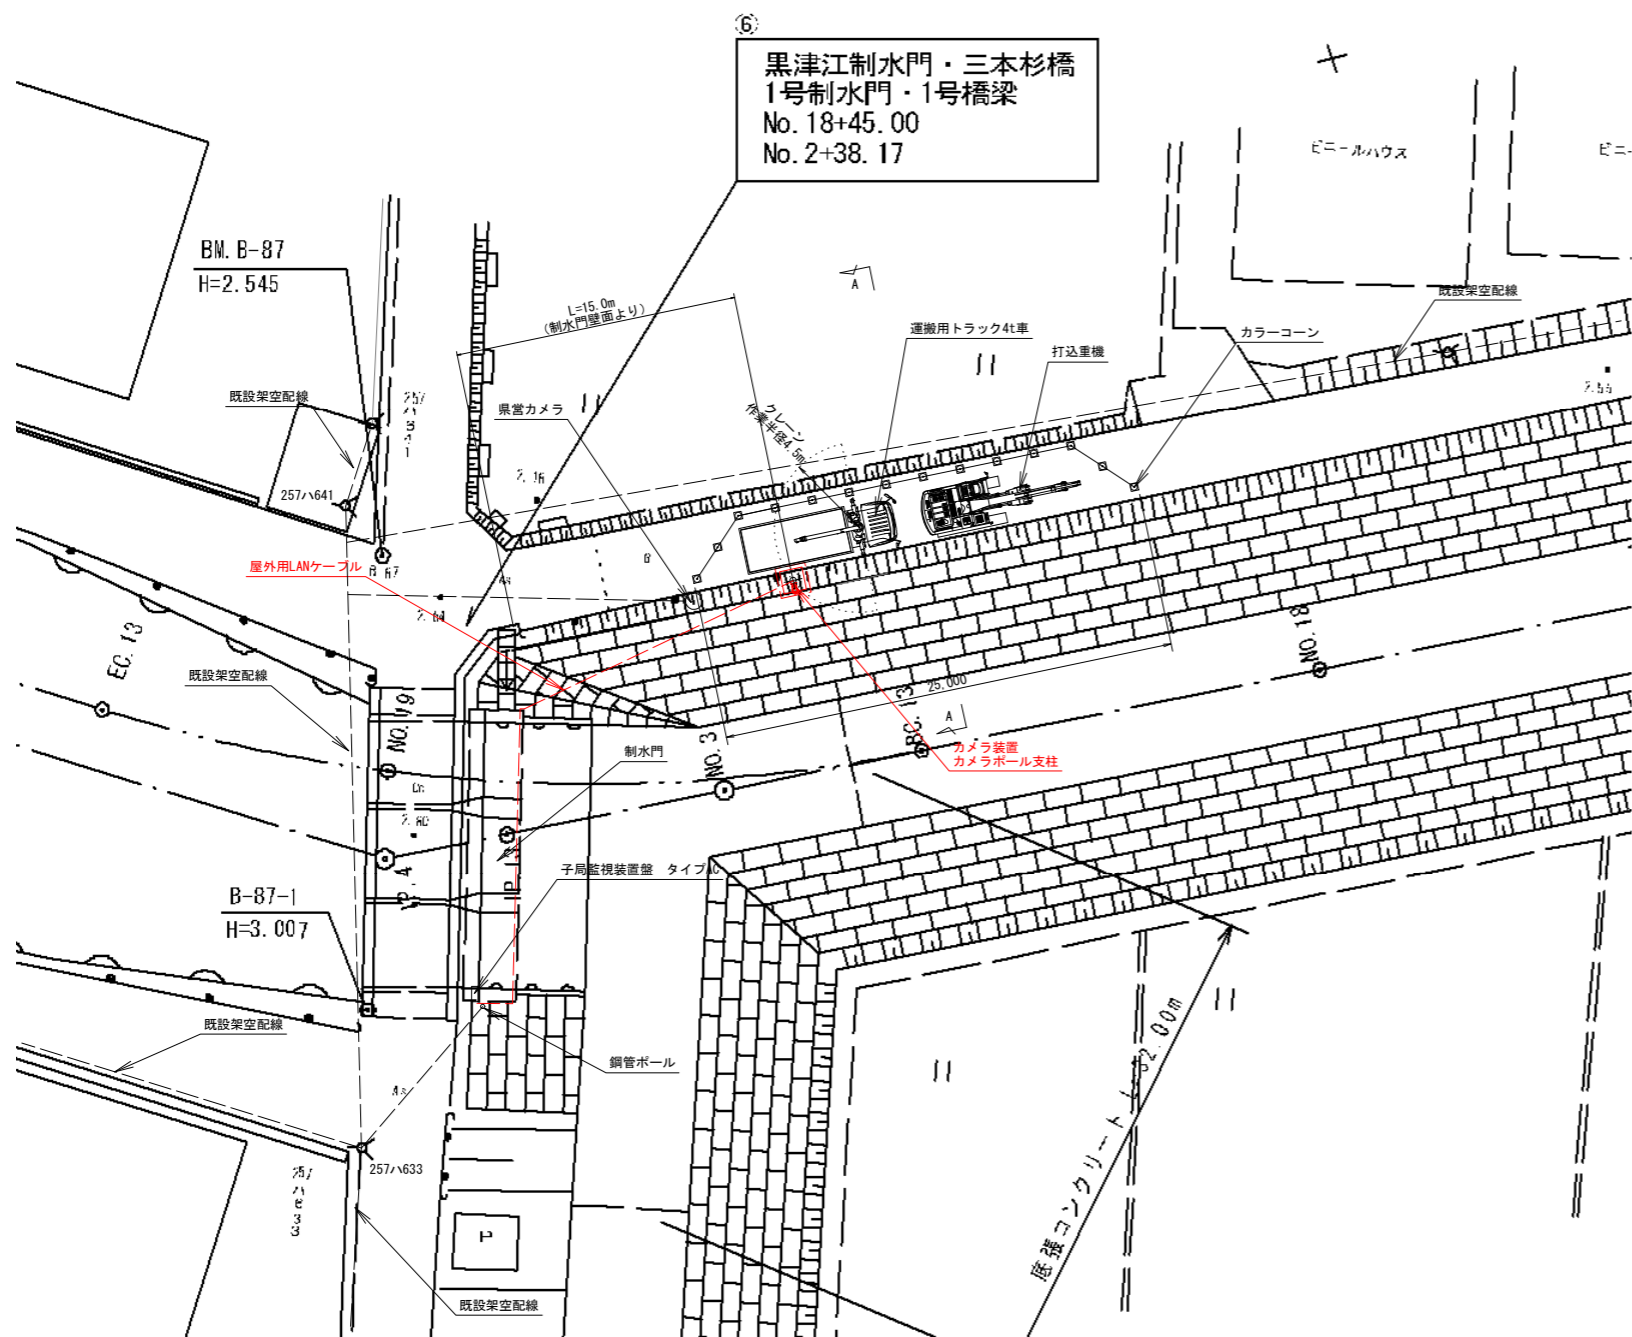 ⑥
黒津江制水門・三本杉橋
1号制水門・1号橋梁
No.18+45.00
No.2+38.17
ビニールハウス
BM.B-87
H=2.545
L=15.0m
(制水門壁面より)
A
既設架空配線
運搬用トラック4t車
カラーコーン
打込重機
既設架空配線
県営カメラ
クレーン
作業半径4.5m
257ハ641
屋外用LANケーブル
EC.13
既設架空配線
NO.19
25.000
NO.18
NO.3
BC.13
A
カメラ装置
カメラポール支柱
制水門
子局監視装置盤 タイプAC
B-87-1
H=3.007
既設架空配線
鋼管ポール
257ハ633
P
既設架空配線